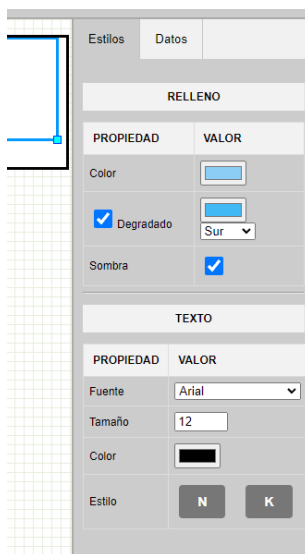 Estilos Datos
RELLENO
PROPIEDAD VALOR
Color
Degradado
Sur
Sombra
TEXTO
PROPIEDAD VALOR
Fuente Arial
Tamaño 12
Color
Estilo N K